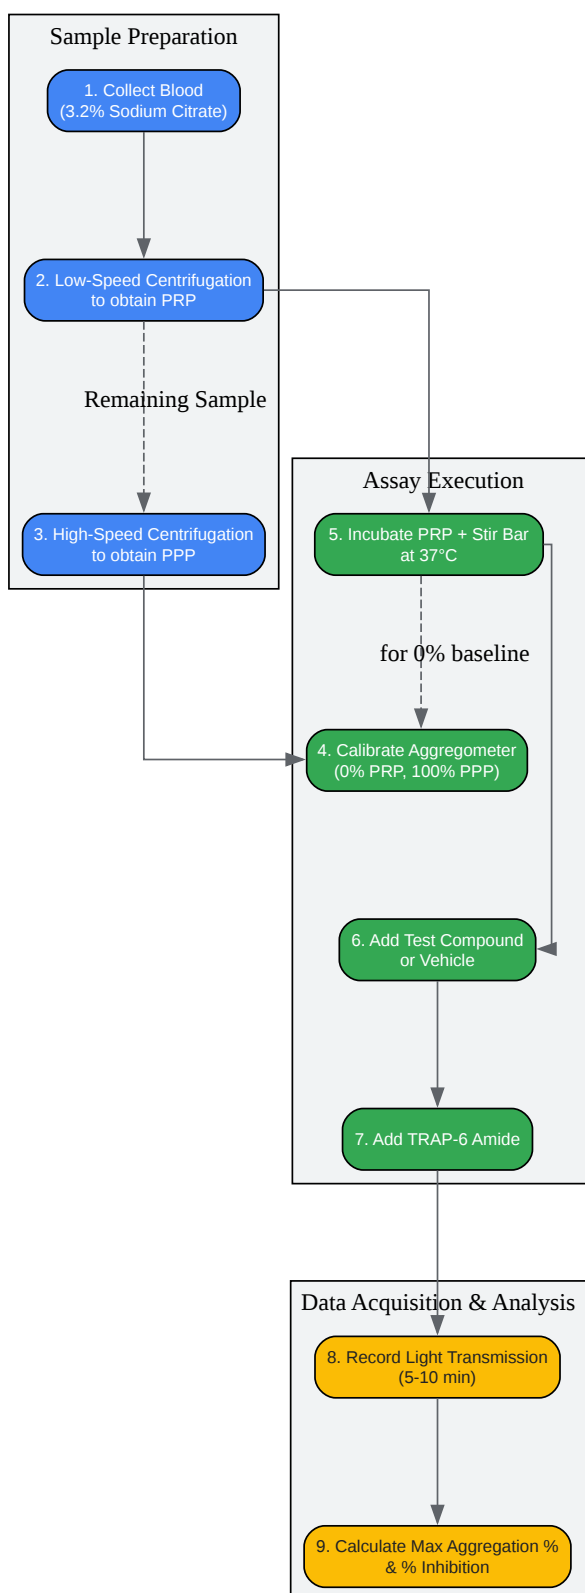 Sample Preparation
1. Collect Blood
(3.2% Sodium Citrate)
2. Low-Speed Centrifugation
to obtain PRP
Remaining Sample
3. High-Speed Centrifugation
to obtain PPP
Assay Execution
5. Incubate PRP + Stir Bar
at 37°C
for 0% baseline
4. Calibrate Aggregometer
(0% PRP, 100% PPP)
6. Add Test Compound
or Vehicle
7. Add TRAP-6 Amide
Data Acquisition & Analysis
8. Record Light Transmission
(5-10 min)
9. Calculate Max Aggregation %
& % Inhibition